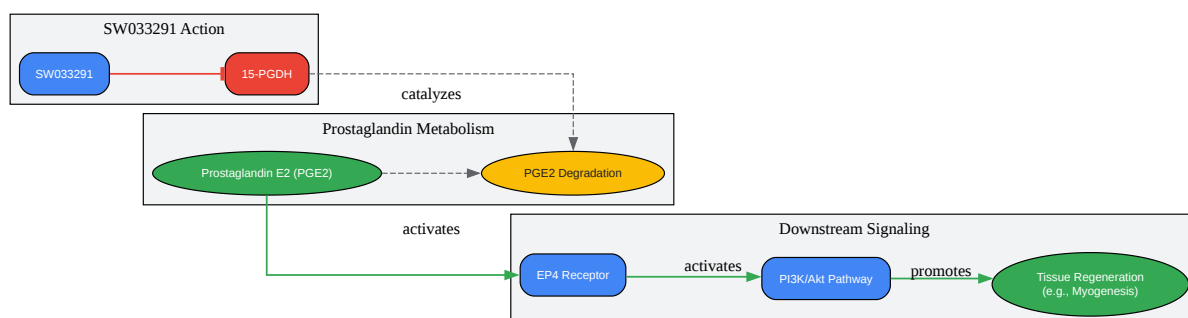 SW033291 Action
SW033291
15-PGDH
catalyzes
Prostaglandin Metabolism
Prostaglandin E2 (PGE2)
PGE2 Degradation
activates
Downstream Signaling
EP4 Receptor
activates
PI3K/Akt Pathway
promotes
Tissue Regeneration
(e.g., Myogenesis)